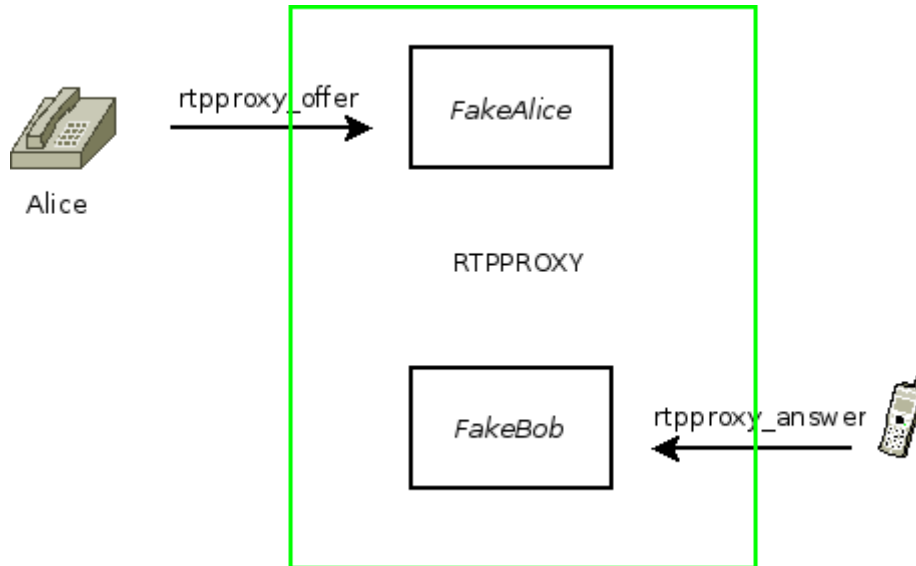 rtpproxy_offer
FakeAlice
Alice
RTPPROXY
rtpproxy_answer
FakeBob